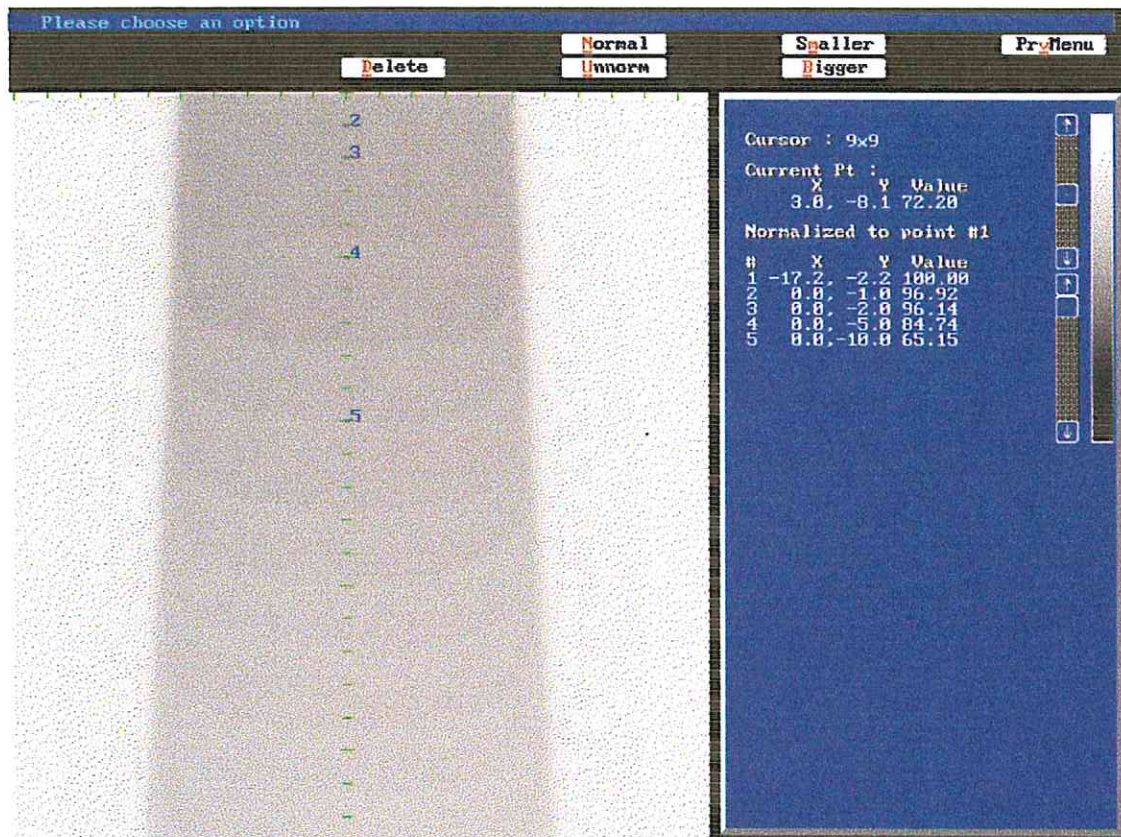 Please choose an option
Normal Smaller PrvMenu
Delete Unnorm Bigger
2
3
4
5
Cursor : 9x9
Current Pt :
X Y Value
3.0, -8.1 72.20
Normalized to point #1
# X Y Value
1 -17.2, -2.2 100.00
2 0.0, -1.0 96.92
3 0.0, -2.0 96.14
4 0.0, -5.0 84.74
5 0.0,-10.0 65.15